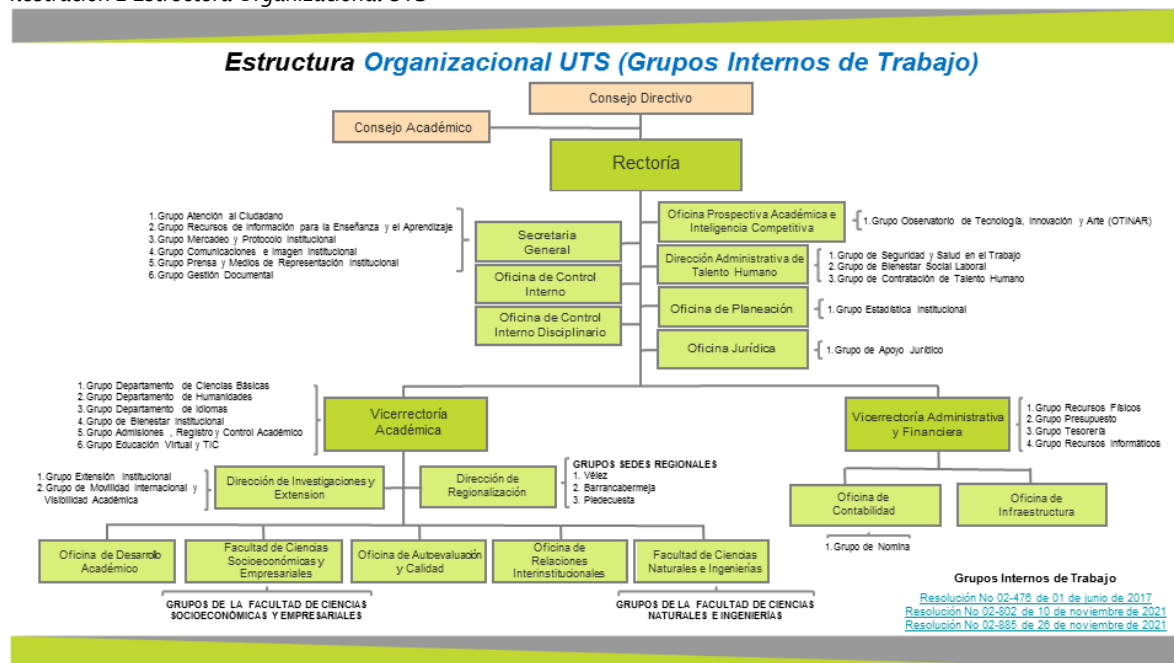 Estructura Organizacional UTS (Grupos Internos de Trabajo)
Consejo Directivo
Consejo Académico
Rectoría
1. Grupo Atención al Ciudadano
2. Grupo Recursos de Información para la Enseñanza y el Aprendizaje
3. Grupo Mercadeo y Protocolo Institucional
4. Grupo Comunicaciones e Imagen Institucional
5. Grupo Prensa y Medios de Representación Institucional
6. Grupo Gestión Documental
Secretaria
General
Oficina de Control
Interno
Oficina de Control
Interno Disciplinario
Oficina Prospectiva Académica e
Inteligencia Competitiva
1. Grupo Observatorio de Tecnología, Innovación y Arte (OTINAR)
Dirección Administrativa de
Talento Humano
1. Grupo de Seguridad y Salud en el Trabajo
2. Grupo de Bienestar Social Laboral
3. Grupo de Contratación de Talento Humano
Oficina de Planeación
1. Grupo Estadística Institucional
Oficina Jurídica
1. Grupo de Apoyo Jurídico
1. Grupo Departamento de Ciencias Básicas
2. Grupo Departamento de Humanidades
3. Grupo Departamento de Idiomas
4. Grupo de Bienestar Institucional
5. Grupo Admisiones , Registro y Control Académico
6. Grupo Educación Virtual y TIC
Vicerrectoría
Académica
Vicerrectoría Administrativa
y Financiera
1. Grupo Recursos Físicos
2. Grupo Presupuesto
3. Grupo Tesorería
4. Grupo Recursos Informáticos
1. Grupo Extensión Institucional
2. Grupo de Movilidad Internacional y
Visibilidad Académica
Dirección de Investigaciones y
Extension
Dirección de
Regionalización
GRUPOS SEDES REGIONALES
1. Vélez
2. Barrancabermeja
3. Piedecuesta
Oficina de
Contabilidad
Oficina de
Infraestructura
1. Grupo de Nomina
Oficina de Desarrollo
Académico
Facultad de Ciencias
Socioeconómicas y
Empresariales
Oficina de Autoevaluación
y Calidad
Oficina de
Relaciones
Interinstitucionales
Facultad de Ciencias
Naturales e Ingenierías
GRUPOS DE LA FACULTAD DE CIENCIAS
SOCIOECONÓMICAS Y EMPRESARIALES
GRUPOS DE LA FACULTAD DE CIENCIAS
NATURALES E INGENIERÍAS
Grupos Internos de Trabajo
Resolución No 02-476 de 01 de junio de 2017
Resolución No 02-802 de 10 de noviembre de 2021
Resolución No 02-885 de 26 de noviembre de 2021